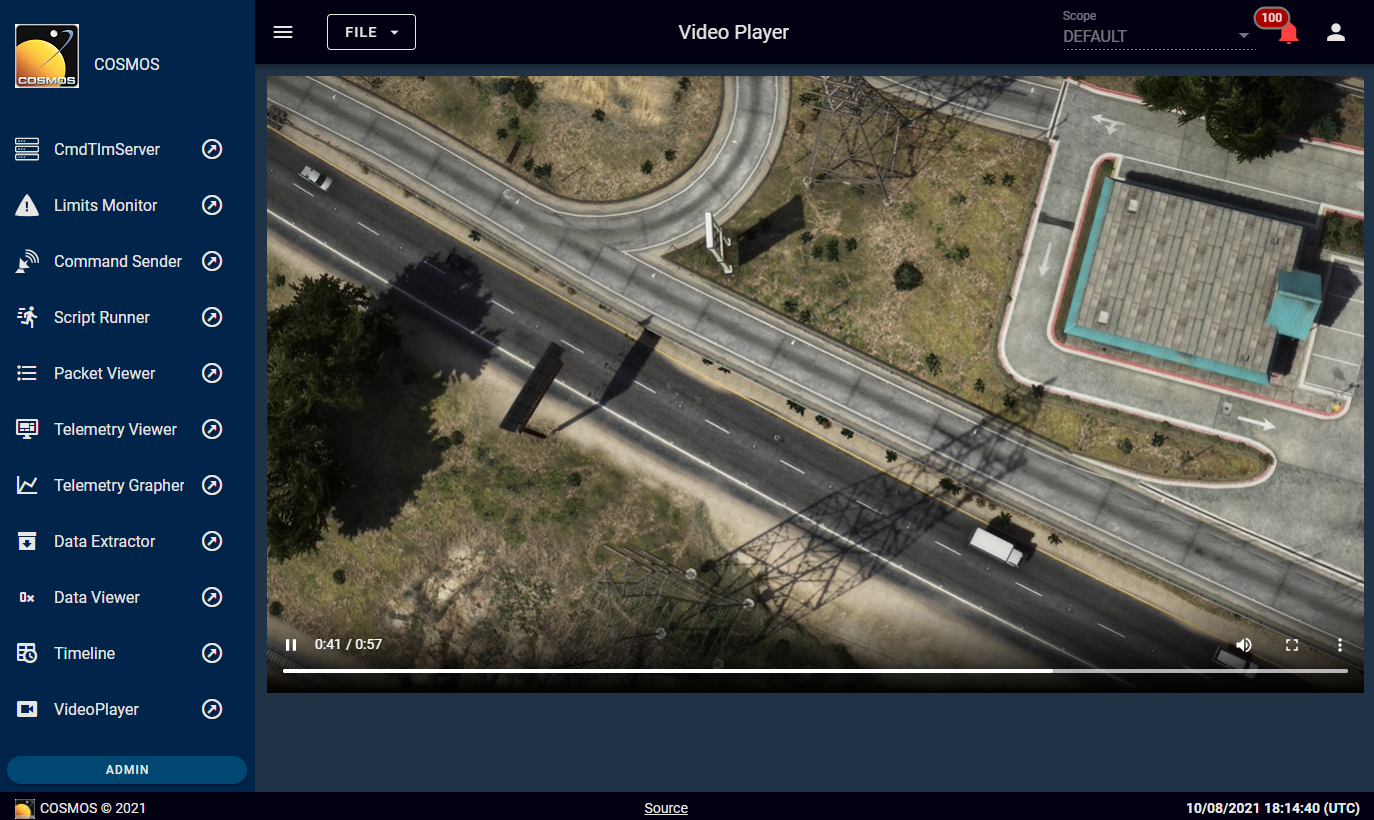 COSMOS
COSMOS
CmdTlmServer
Limits Monitor
Command Sender
Script Runner
Packet Viewer
Telemetry Viewer
Telemetry Grapher
Data Extractor
0x Data Viewer
Timeline
VideoPlayer
ADMIN
FILE
Video Player
Scope
DEFAULT
100
0:41 / 0:57
COSMOS © 2021
Source
10/08/2021 18:14:40 (UTC)